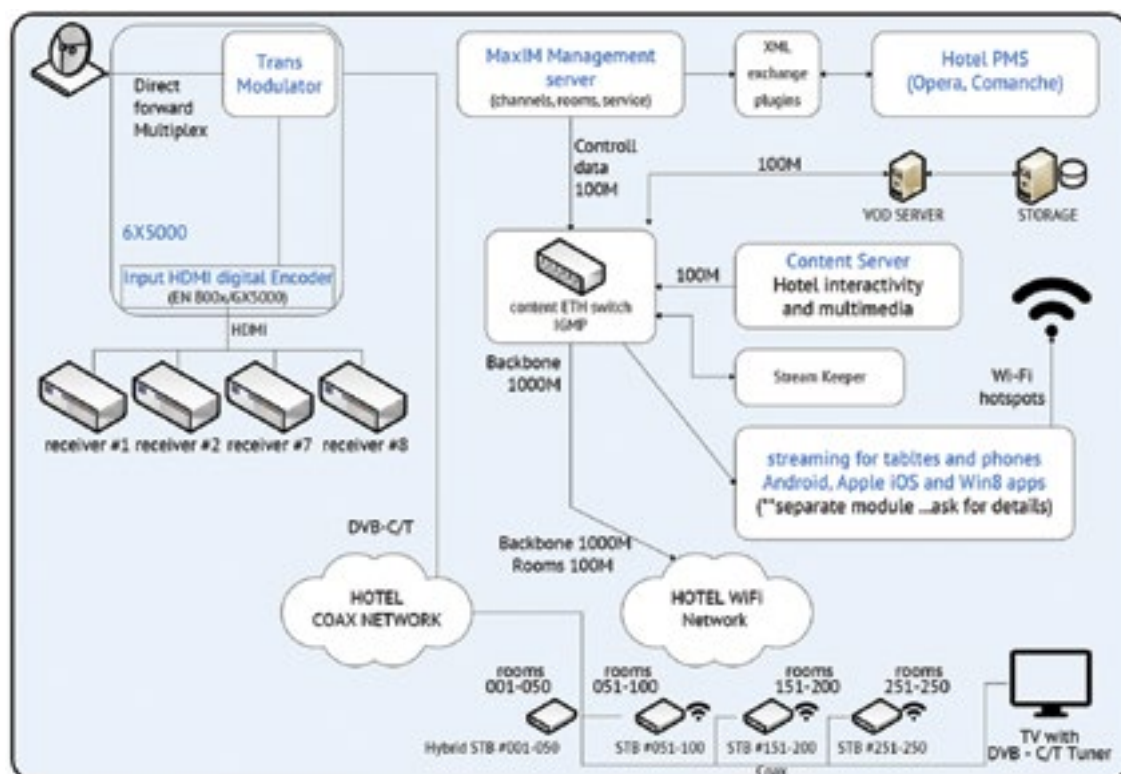 Trans
Modulator
Direct
forward
Multiplex
6X5000
Input HDMI digital Encoder
(EN 800x/GX5000)
HDMI
receiver #1
receiver #2
receiver #7
receiver #8
MaxIM Management
server
(channels, rooms, service)
XML
exchange
plugins
Hotel PMS
(Opera, Comanche)
Controll
data
100M
100M
VOD SERVER
STORAGE
content ETH switch
IGMP
100M
Content Server
Hotel interactivity
and multimedia
Stream Keeper
Backbone
1000M
Wi-Fi
hotspots
streaming for tabltes and phones
Android, Apple iOS and Win8 apps
(**separate module ...ask for details)
DVB-C/T
Backbone 1000M
Rooms 100M
HOTEL
COAX NETWORK
HOTEL WiFi
Network
rooms
001-050
rooms
051-100
rooms
151-200
rooms
251-250
Hybrid STB #001-050
STB #051-100
STB #151-200
STB #251-250
Coax
TV with
DVB - C/T Tuner